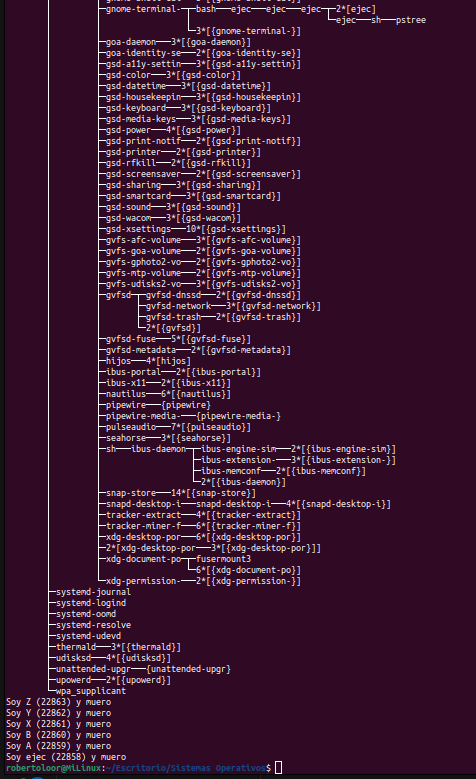 ├─gnome-terminal-─┬─bash───ejec───ejec───ejec─┬─2*[ejec]
│ └─ejec───sh───pstree
└─3*[{gnome-terminal-}]
├─goa-daemon───3*[{goa-daemon}]
├─goa-identity-se───2*[{goa-identity-se}]
├─gsd-a11y-settin───3*[{gsd-a11y-settin}]
├─gsd-color───3*[{gsd-color}]
├─gsd-datetime───3*[{gsd-datetime}]
├─gsd-housekeepin───3*[{gsd-housekeepin}]
├─gsd-keyboard───3*[{gsd-keyboard}]
├─gsd-media-keys───3*[{gsd-media-keys}]
├─gsd-power───4*[{gsd-power}]
├─gsd-print-notif───2*[{gsd-print-notif}]
├─gsd-printer───2*[{gsd-printer}]
├─gsd-rfkill───2*[{gsd-rfkill}]
├─gsd-screensaver───2*[{gsd-screensaver}]
├─gsd-sharing───3*[{gsd-sharing}]
├─gsd-smartcard───3*[{gsd-smartcard}]
├─gsd-sound───3*[{gsd-sound}]
├─gsd-wacom───3*[{gsd-wacom}]
├─gsd-xsettings───10*[{gsd-xsettings}]
├─gvfs-afc-volume───3*[{gvfs-afc-volume}]
├─gvfs-goa-volume───2*[{gvfs-goa-volume}]
├─gvfs-gphoto2-vo───2*[{gvfs-gphoto2-vo}]
├─gvfs-mtp-volume───2*[{gvfs-mtp-volume}]
├─gvfs-udisks2-vo───3*[{gvfs-udisks2-vo}]
├─gvfsd─┬─gvfsd-dnssd───2*[{gvfsd-dnssd}]
│ ├─gvfsd-network───3*[{gvfsd-network}]
│ ├─gvfsd-trash───2*[{gvfsd-trash}]
│ └─2*[{gvfsd}]
├─gvfsd-fuse───5*[{gvfsd-fuse}]
├─gvfsd-metadata───2*[{gvfsd-metadata}]
├─hijos───4*[hijos]
├─ibus-portal───2*[{ibus-portal}]
├─ibus-x11───2*[{ibus-x11}]
├─nautilus───6*[{nautilus}]
├─pipewire───{pipewire}
├─pipewire-media-───{pipewire-media-}
├─pulseaudio───7*[{pulseaudio}]
├─seahorse───3*[{seahorse}]
├─sh───ibus-daemon─┬─ibus-engine-sim───2*[{ibus-engine-sim}]
│ ├─ibus-extension-───3*[{ibus-extension-}]
│ ├─ibus-memconf───2*[{ibus-memconf}]
│ └─2*[{ibus-daemon}]
├─snap-store───14*[{snap-store}]
├─snapd-desktop-i───snapd-desktop-i───4*[{snapd-desktop-i}]
├─tracker-extract───4*[{tracker-extract}]
├─tracker-miner-f───6*[{tracker-miner-f}]
├─xdg-desktop-por───6*[{xdg-desktop-por}]
├─2*[xdg-desktop-por───3*[{xdg-desktop-por}]]
├─xdg-document-po─┬─fusermount3
│ └─6*[{xdg-document-po}]
└─xdg-permission-───2*[{xdg-permission-}]
├─systemd-journal
├─systemd-logind
├─systemd-oomd
├─systemd-resolve
├─systemd-udevd
├─thermald───3*[{thermald}]
├─udisksd───4*[{udisksd}]
├─unattended-upgr───{unattended-upgr}
├─upowerd───2*[{upowerd}]
└─wpa_supplicant
Soy Z (22863) y muero
Soy Y (22862) y muero
Soy X (22861) y muero
Soy B (22860) y muero
Soy A (22859) y muero
Soy ejec (22858) y muero
robertoloor@MiLinux:~/Escritorio/Sistemas Operativos$